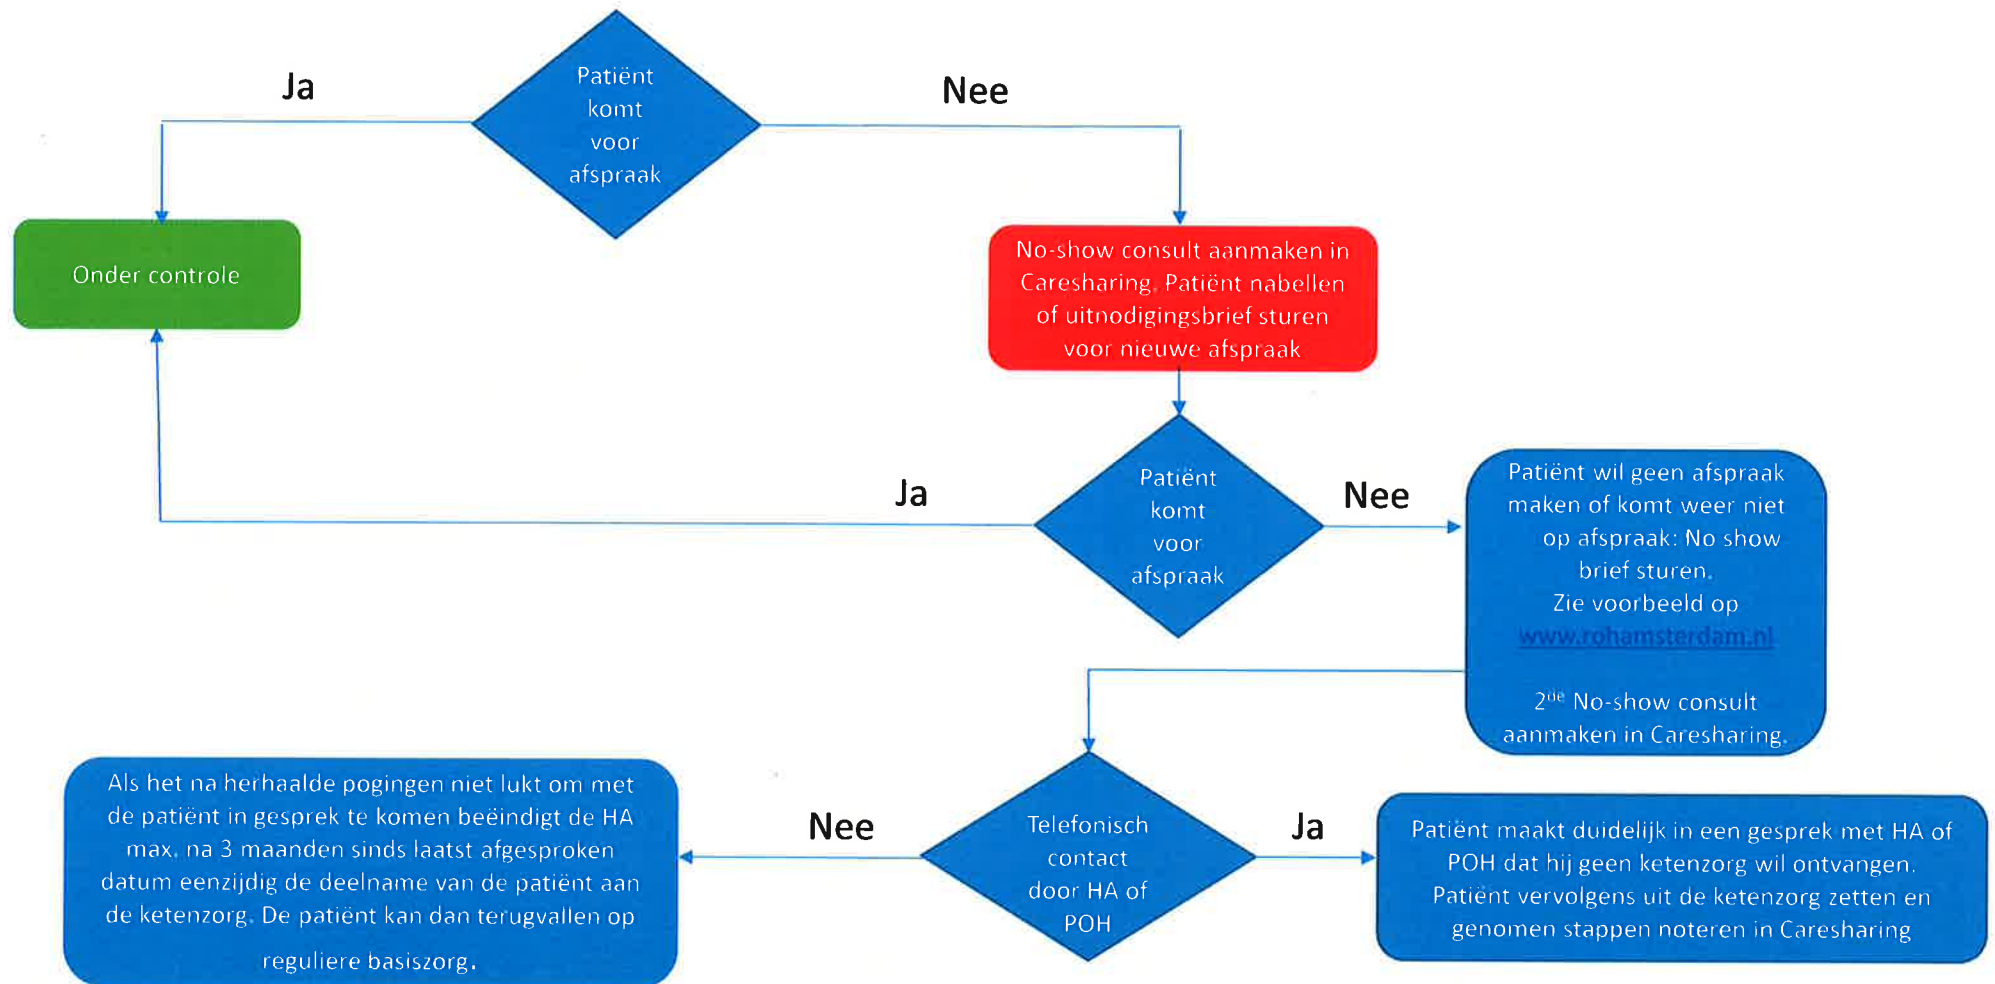 Patiënt
komt
voor
afspraak
Ja
Nee
Onder controle
No-show consult aanmaken in
Caresharing. Patiënt nabellen
of uitnodigingsbrief sturen
voor nieuwe afspraak
Patiënt
komt
voor
afspraak
Ja
Nee
Patiënt wil geen afspraak
maken of komt weer niet
op afspraak: No show
brief sturen.
Zie voorbeeld op
www.rohamsterdam.nl
2de No-show consult
aanmaken in Caresharing.
Telefonisch
contact
door HA of
POH
Nee
Ja
Als het na herhaalde pogingen niet lukt om met
de patiënt in gesprek te komen beëindigt de HA
max. na 3 maanden sinds laatst afgesproken
datum eenzijdig de deelname van de patiënt aan
de ketenzorg. De patiënt kan dan terugvallen op
reguliere basiszorg.
Patiënt maakt duidelijk in een gesprek met HA of
POH dat hij geen ketenzorg wil ontvangen.
Patiënt vervolgens uit de ketenzorg zetten en
genomen stappen noteren in Caresharing